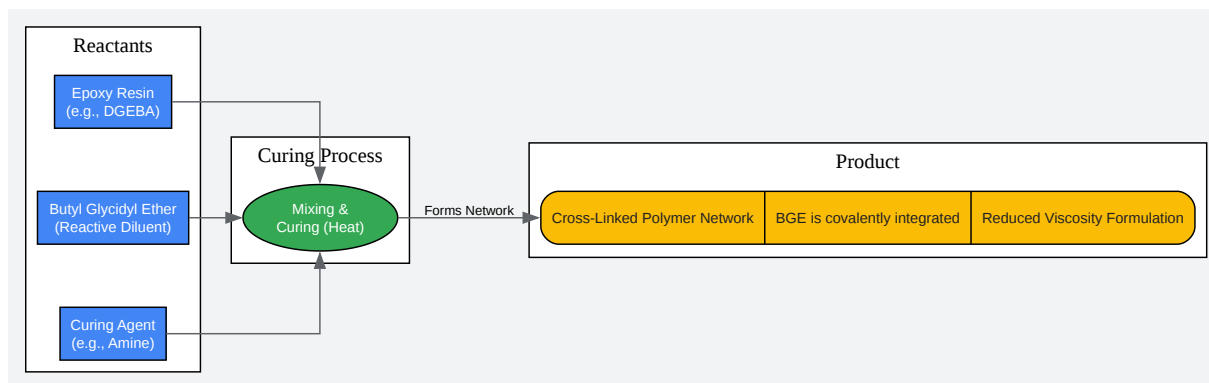 Reactants
Epoxy Resin
(e.g., DGEBA)
Butyl Glycidyl Ether
(Reactive Diluent)
Curing Agent
(e.g., Amine)
Curing Process
Mixing &
Curing (Heat)
Forms Network
Product
Cross-Linked Polymer Network
BGE is covalently integrated
Reduced Viscosity Formulation